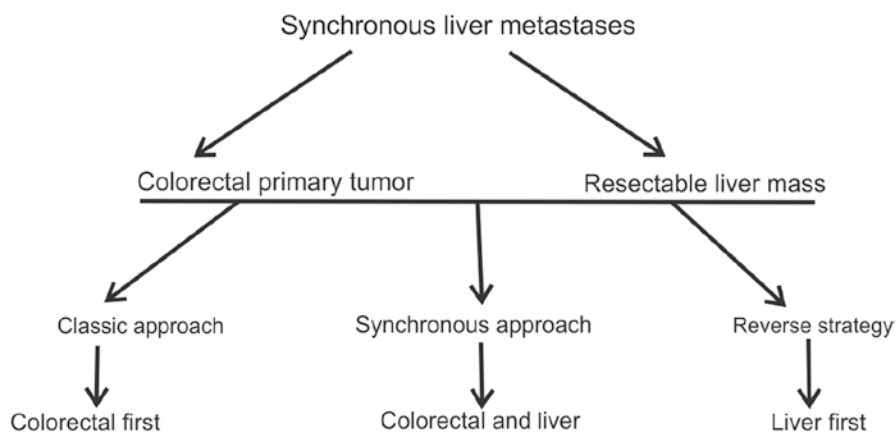 Synchronous liver metastases
Colorectal primary tumor
Resectable liver mass
Classic approach
Synchronous approach
Reverse strategy
Colorectal first
Colorectal and liver
Liver first